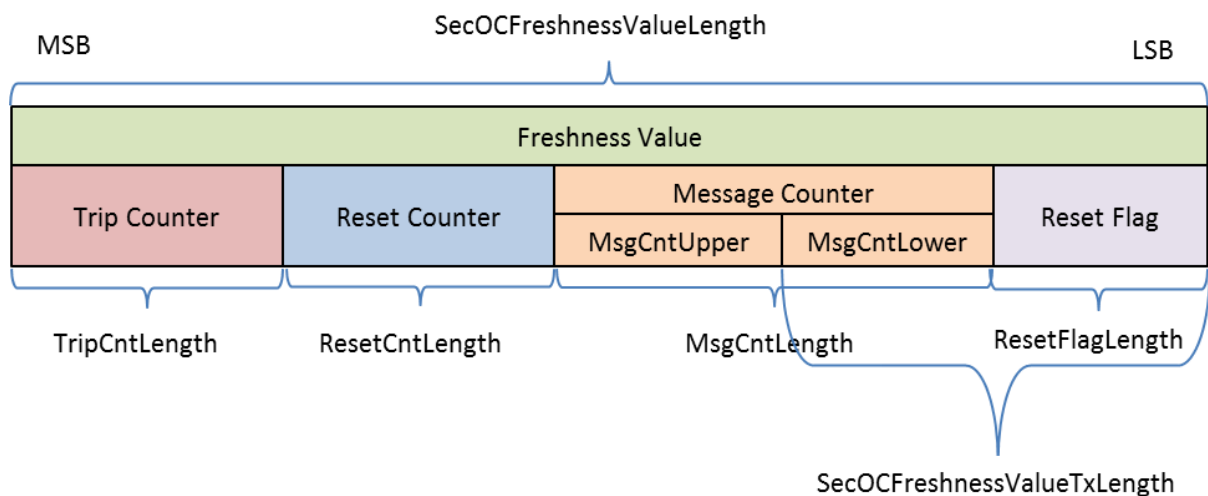 SecOCFreshnessValueLength
MSB
LSB
Freshness Value
Trip Counter
Reset Counter
Message Counter
MsgCntUpper
MsgCntLower
Reset Flag
TripCntLength
ResetCntLength
MsgCntLength
ResetFlagLength
SecOCFreshnessValueTxLength